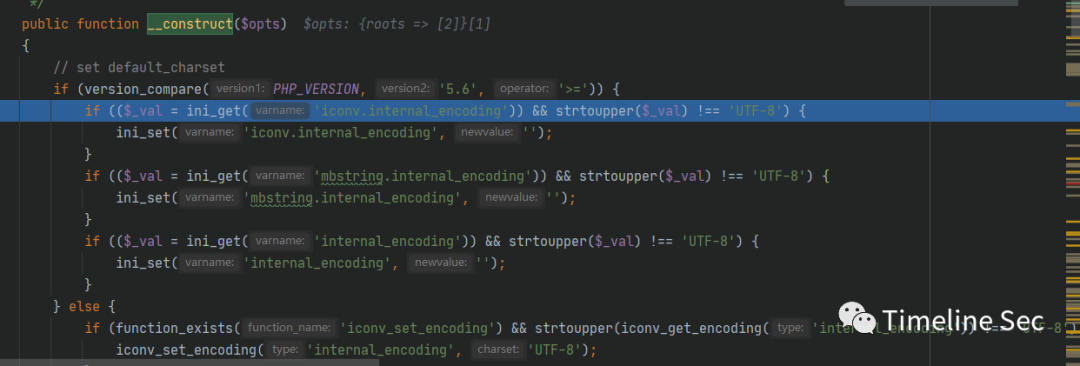 */
public function __construct($opts)  $opts: {roots => [2]}[1]
{
// set default_charset
if (version_compare( version1: PHP_VERSION, version2: '5.6', operator: '>=')) {
if (($_val = ini_get( varname: 'iconv.internal_encoding')) && strtoupper($_val) !== 'UTF-8') {
ini_set( varname: 'iconv.internal_encoding', newvalue: '');
}
if (($_val = ini_get( varname: 'mbstring.internal_encoding')) && strtoupper($_val) !== 'UTF-8') {
ini_set( varname: 'mbstring.internal_encoding', newvalue: '');
}
if (($_val = ini_get( varname: 'internal_encoding')) && strtoupper($_val) !== 'UTF-8') {
ini_set( varname: 'internal_encoding', newvalue: '');
}
} else {
if (function_exists( function_name: 'iconv_set_encoding') && strtoupper(iconv_get_encoding( type: 'internal_encoding')) !== 'UTF-8')
iconv_set_encoding( type: 'internal_encoding', charset: 'UTF-8');
Timeline Sec